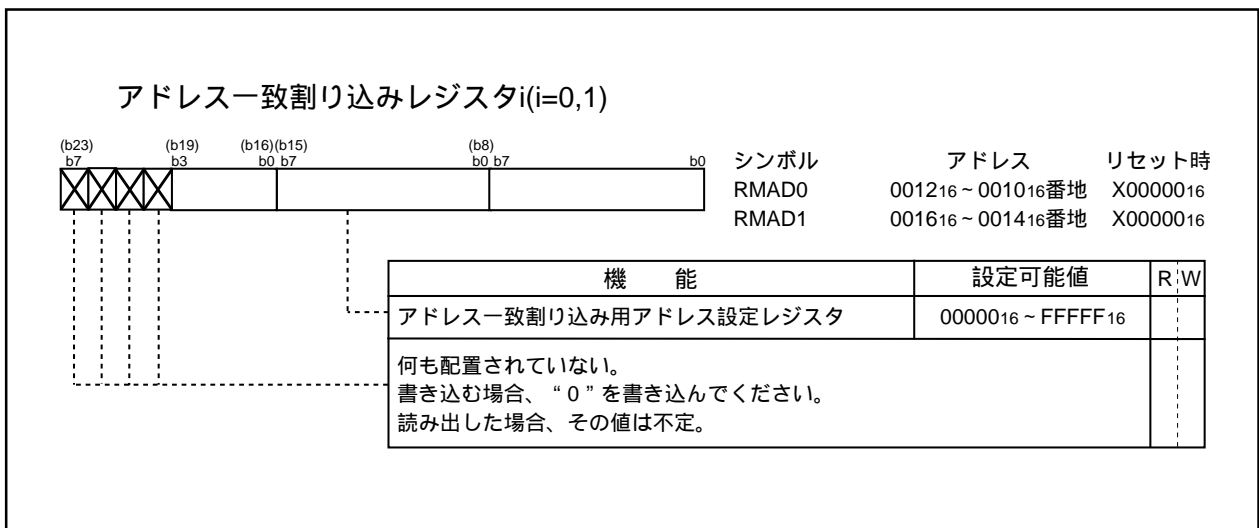 アドレス一致割り込みレジスタi(i=0,1)
(b23) (b19) (b16)(b15) (b8)
b7 b3 b0 b7 b0 b7 b0
シンボル アドレス リセット時
RMAD0 001216 ~ 001016番地 X0000016
RMAD1 001616 ~ 001416番地 X0000016
機 能 設定可能値 R W
アドレス一致割り込み用アドレス設定レジスタ 0000016 ~ FFFFF16
何も配置されていない。
書き込む場合、“0”を書き込んでください。
読み出した場合、その値は不定。